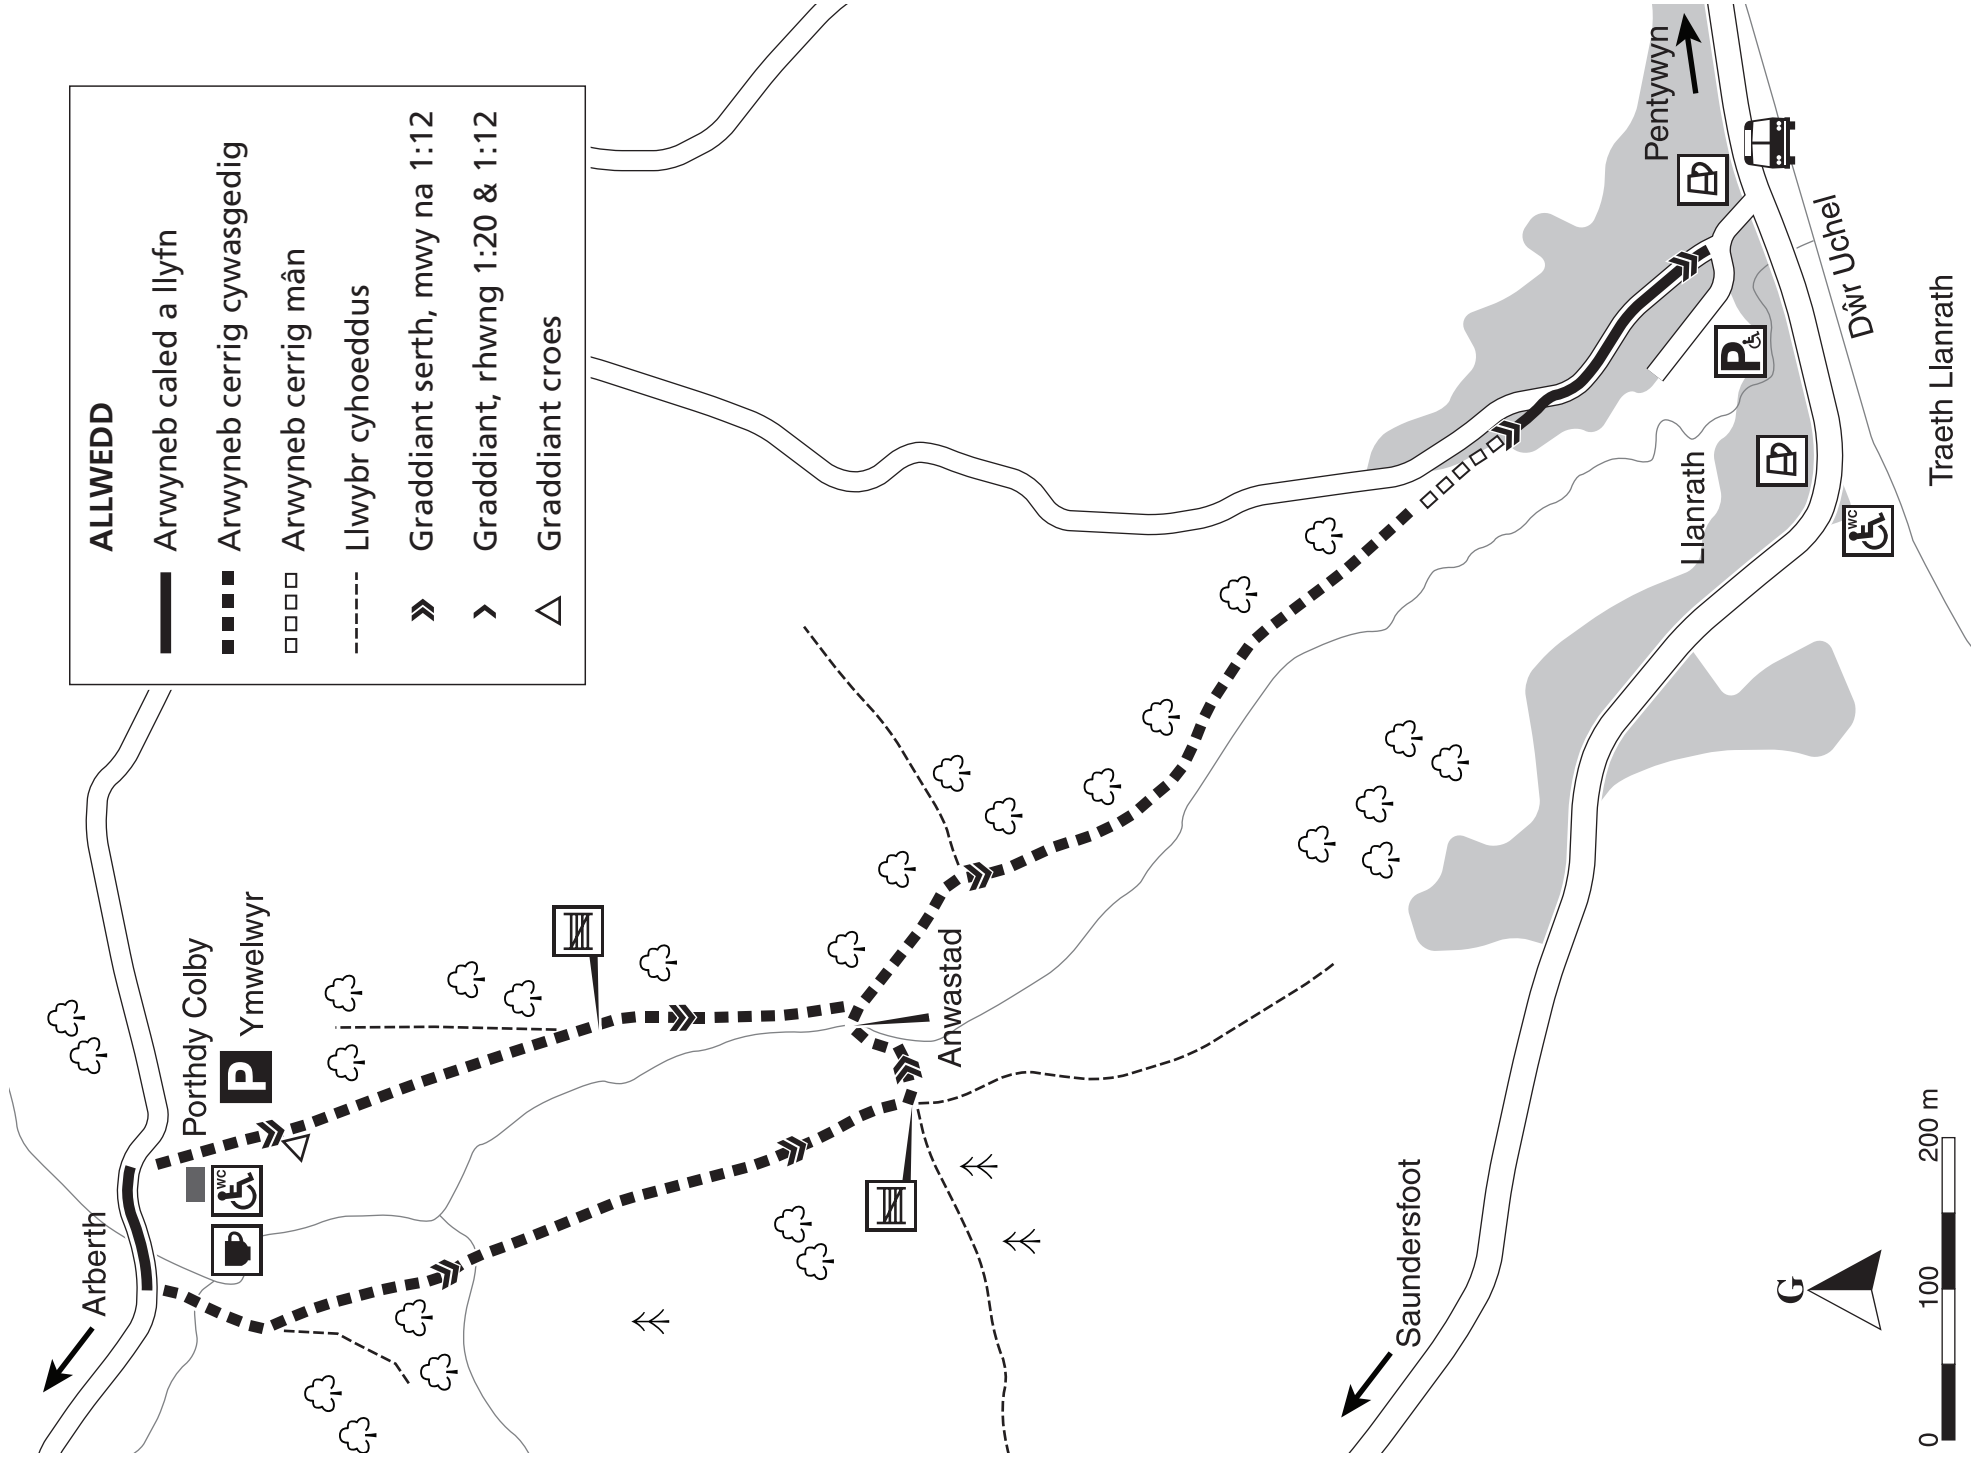 ALLWEDD
Arwyneb caled a llyfn
Arwyneb cerrig cywasgedig
Arwyneb cerrig mân
Llwybr cyhoeddus
Graddiant serth, mwy na 1:12
Graddiant, rhwng 1:20 & 1:12
Graddiant croes
Arberth
Porthdy Colby
P Ymwelwyr
WC
Anwastad
Pentywyn
Dŵr Uchel
P
Llanrath
WC
Traeth Llanrath
Saundersfoot
G
0 100 200 m